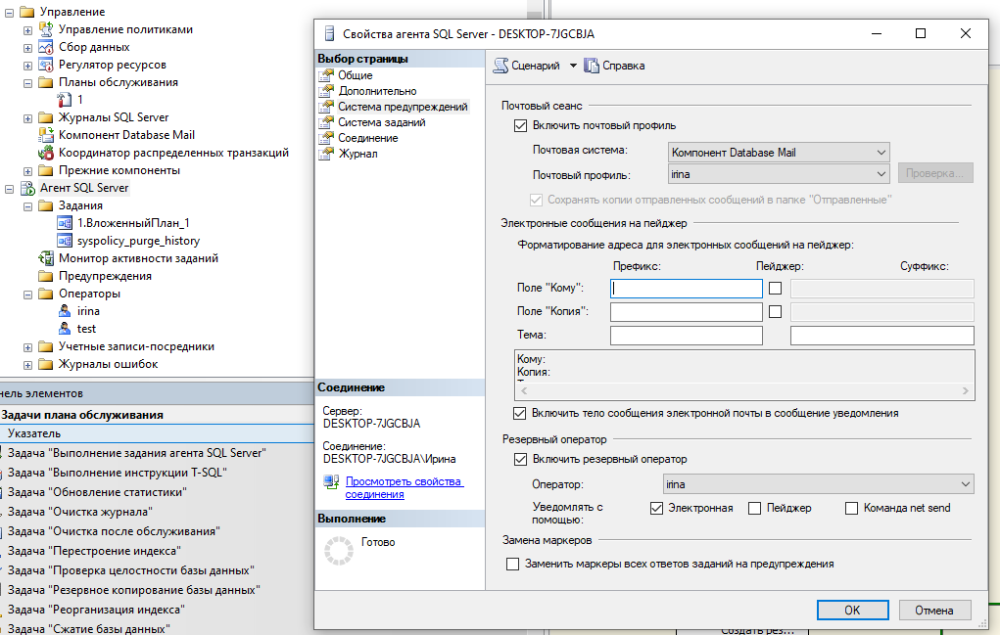 Управление
Управление политиками
Сбор данных
Регулятор ресурсов
Планы обслуживания
1
Журналы SQL Server
Компонент Database Mail
Координатор распределенных транзакций
Прежние компоненты
Агент SQL Server
Задания
1.ВложенныйПлан_1
syspolicy_purge_history
Монитор активности заданий
Предупреждения
Операторы
irina
test
Учетные записи-посредники
Журналы ошибок
нель элементов
Задачи плана обслуживания
Указатель
Задача "Выполнение задания агента SQL Server"
Задача "Выполнение инструкции T-SQL"
Задача "Обновление статистики"
Задача "Очистка журнала"
Задача "Очистка после обслуживания"
Задача "Перестроение индекса"
Задача "Проверка целостности базы данных"
Задача "Резервное копирование базы данных"
Задача "Реорганизация индекса"
Задача "Сжатие базы данных"
Свойства агента SQL Server - DESKTOP-7JGCBJA
Выбор страницы
Общие
Дополнительно
Система предупреждений
Система заданий
Соединение
Журнал
Соединение
Сервер:
DESKTOP-7JGCBJA
Соединение:
DESKTOP-7JGCBJA\Ирина
Просмотреть свойства
соединения
Выполнение
Готово
Сценарий Справка
Почтовый сеанс
Включить почтовый профиль
Почтовая система: Компонент Database Mail
Почтовый профиль: irina Проверка...
Сохранять копии отправленных сообщений в папке "Отправленные"
Электронные сообщения на пейджер
Форматирование адреса для электронных сообщений на пейджер:
Префикс: Пейджер: Суффикс:
Поле "Кому":
Поле "Копия":
Тема:
Кому:
Копия:
Включить тело сообщения электронной почты в сообщение уведомления
Резервный оператор
Включить резервный оператор
Оператор: irina
Уведомлять с
помощью:
Электронная Пейджер Команда net send
Замена маркеров
Заменить маркеры всех ответов заданий на предупреждения
OK Отмена
Создать рез...